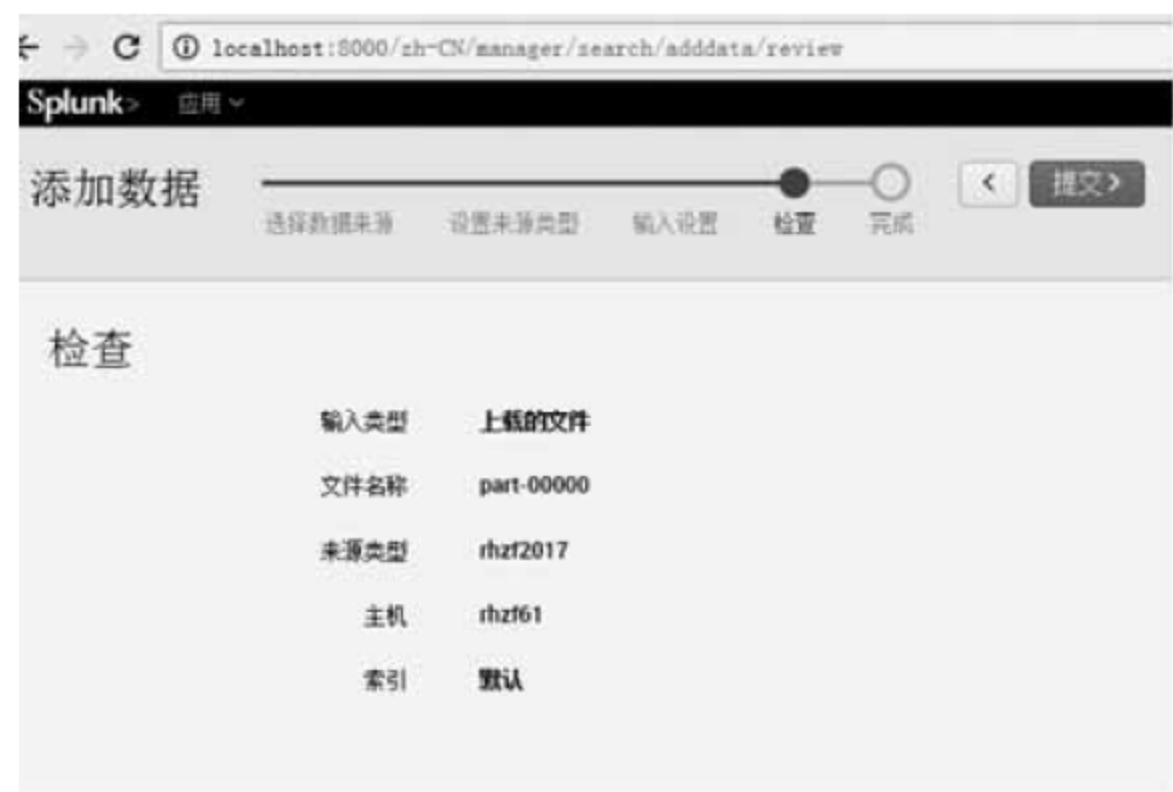 localhost:8000/zh-CN/manager/search/adddata/review
Splunk> 应用
添加数据
选择数据来源 设置来源类型 输入设置 检查 完成
< 提交 >
检查
输入类型 上载的文件
文件名称 part-00000
来源类型 rhzf2017
主机 rhzf61
索引 默认